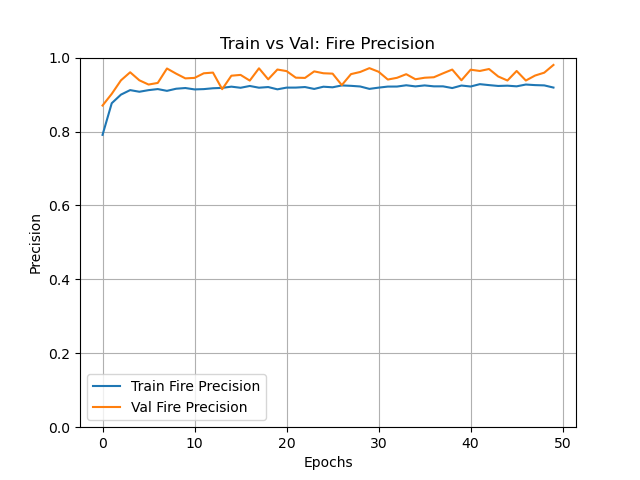 Train vs Val: Fire Precision
1.0
0.8
0.6
0.4
0.2
0.0
Precision
Train Fire Precision
Val Fire Precision
0 10 20 30 40 50
Epochs